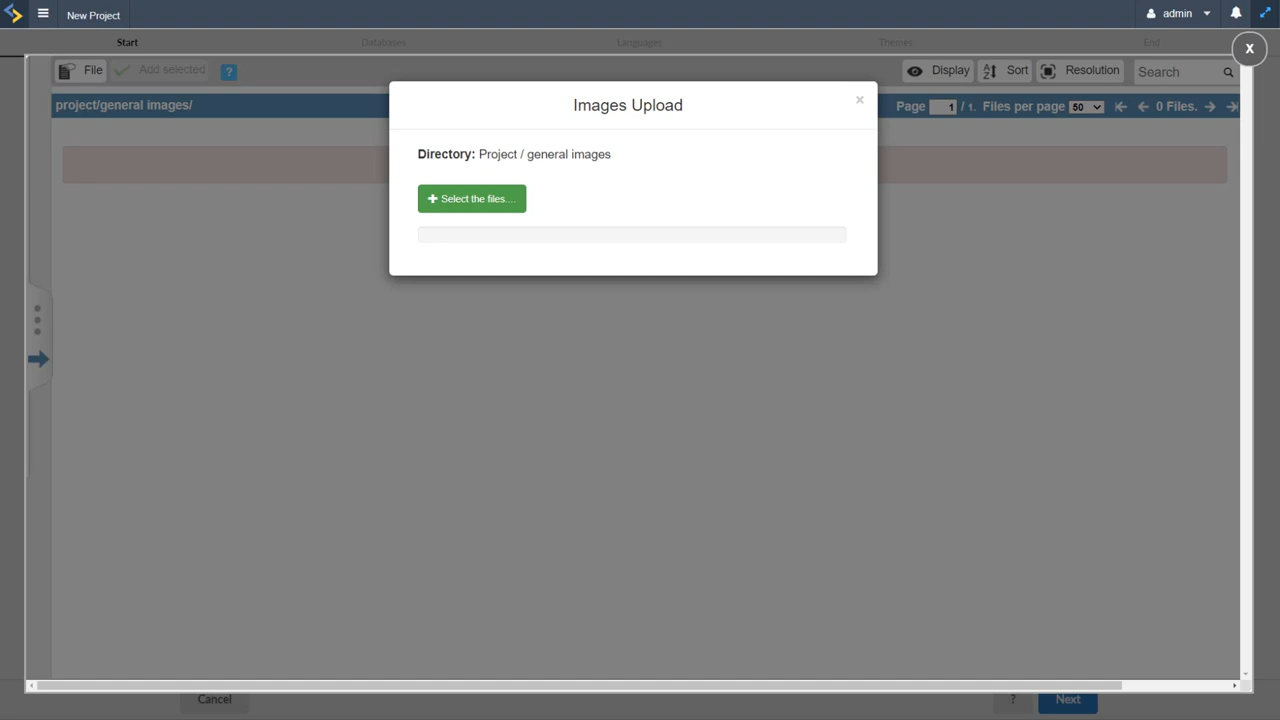 New Project
admin
Start
Databases
Languages
Themes
End
x
File
Add selected
?
Display
Sort
Resolution
Search
project/general images/
Page 1 / 1. Files per page 50 0 Files.
Images Upload
×
Directory: Project / general images
Select the files....
Cancel
?
Next